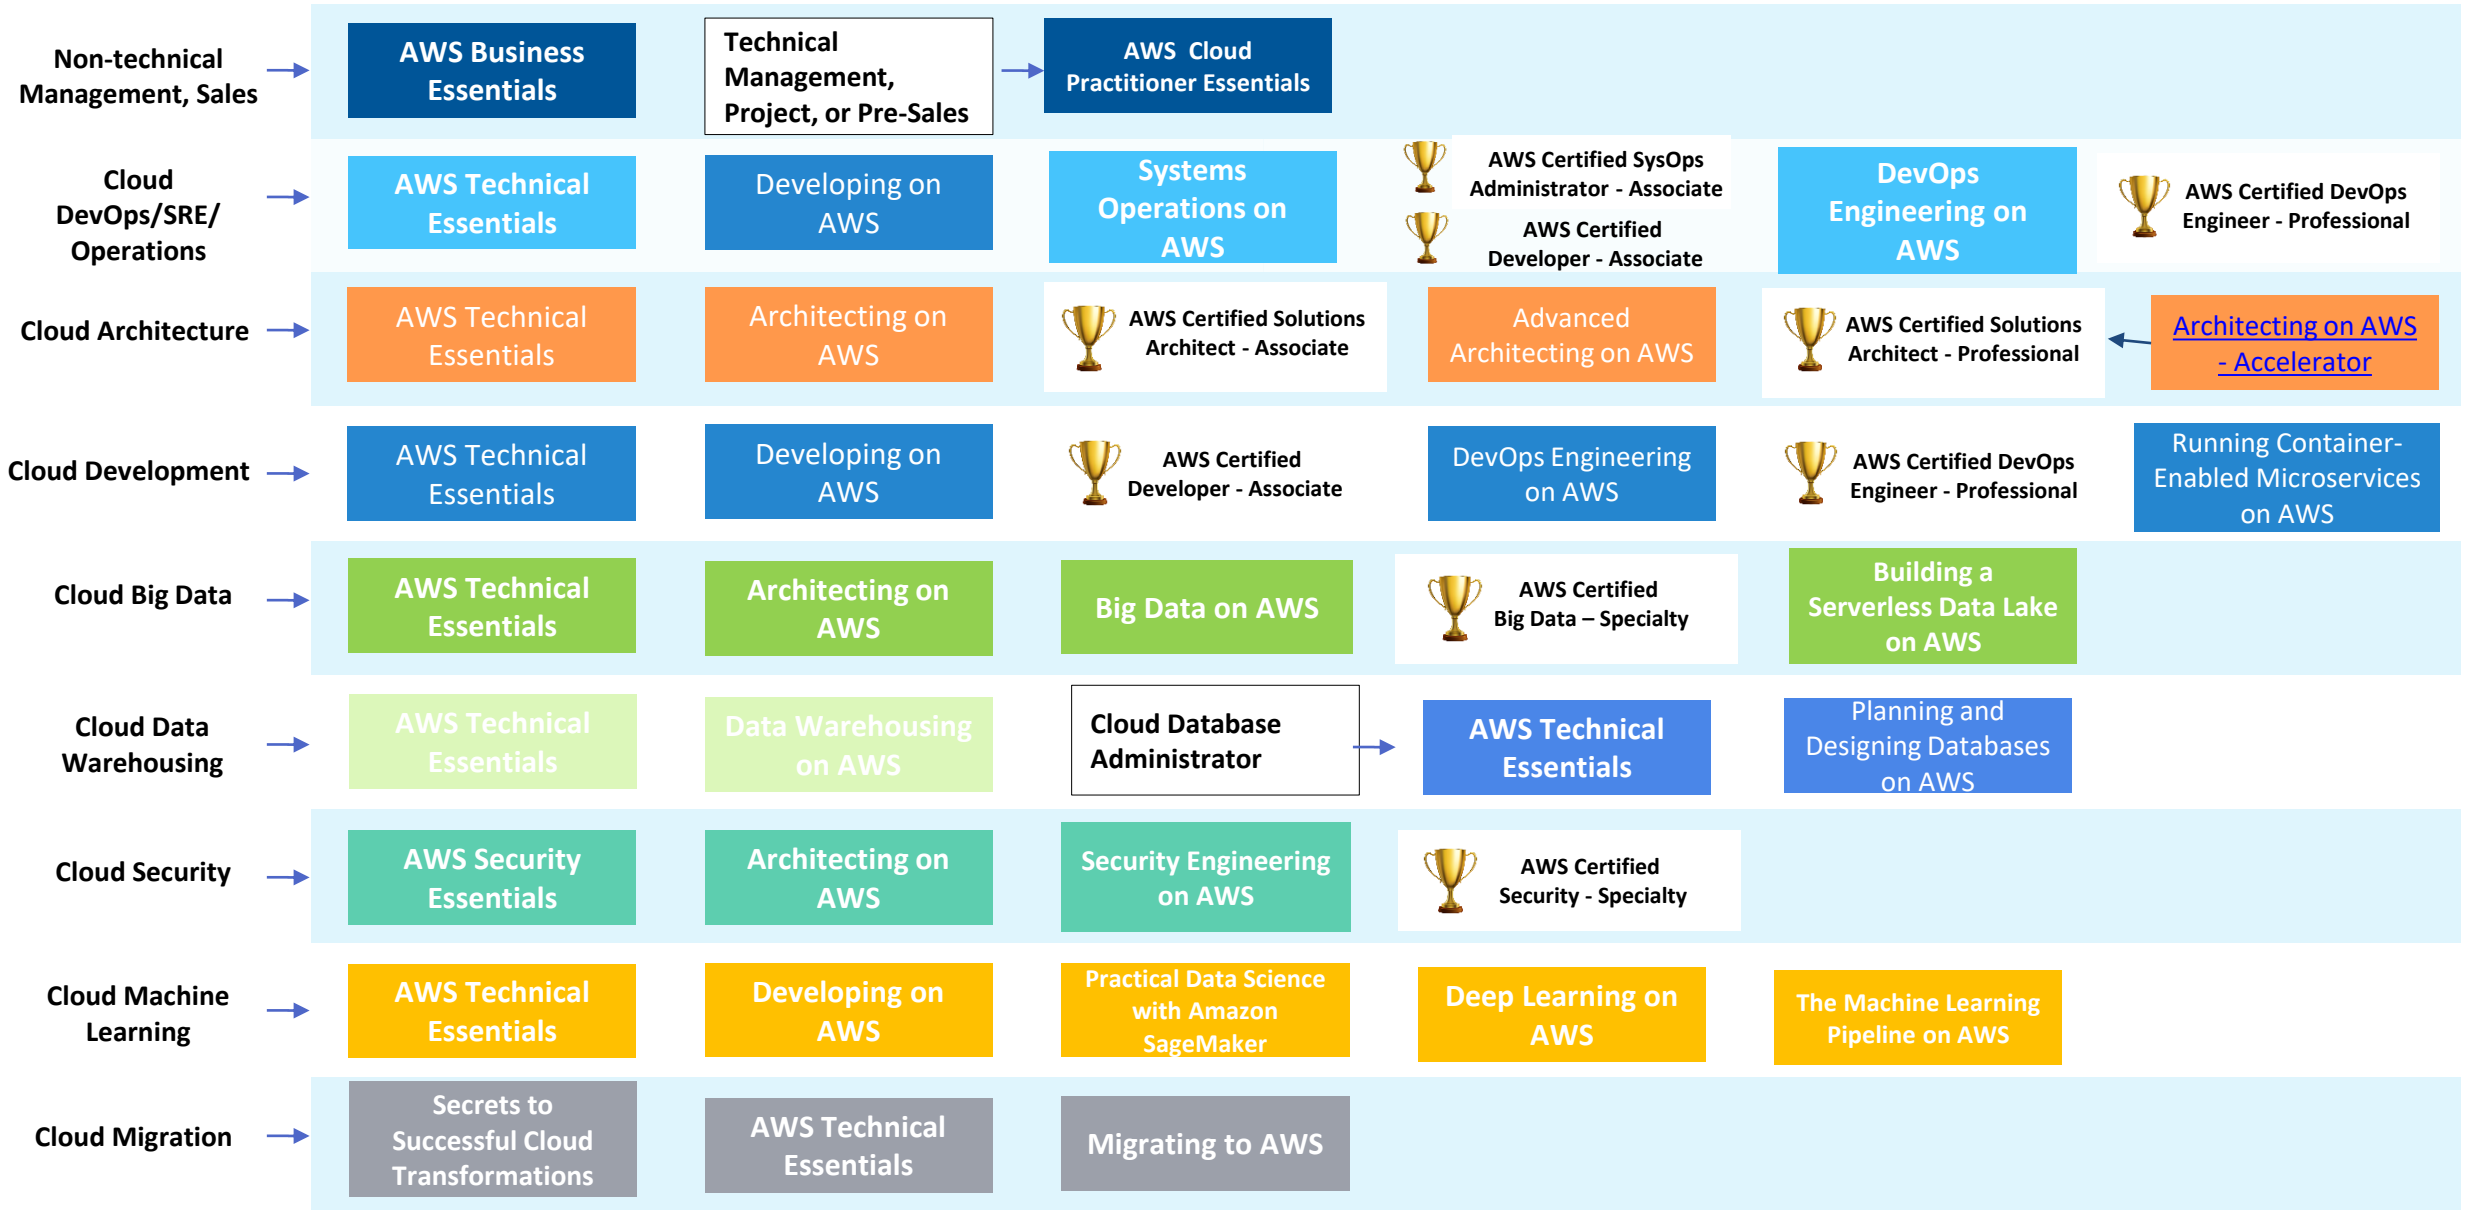 Non-technical
Management, Sales
AWS Business
Essentials
Technical
Management,
Project, or Pre-Sales
AWS Cloud
Practitioner Essentials
Cloud
DevOps/SRE/
Operations
AWS Technical
Essentials
Developing on
AWS
Systems
Operations on
AWS
AWS Certified SysOps
Administrator - Associate
AWS Certified
Developer - Associate
DevOps
Engineering on
AWS
AWS Certified DevOps
Engineer - Professional
Cloud Architecture
AWS Technical
Essentials
Architecting on
AWS
AWS Certified Solutions
Architect - Associate
Advanced
Architecting on AWS
AWS Certified Solutions
Architect - Professional
Architecting on AWS
- Accelerator
Cloud Development
AWS Technical
Essentials
Developing on
AWS
AWS Certified
Developer - Associate
DevOps Engineering
on AWS
AWS Certified DevOps
Engineer - Professional
Running Container-
Enabled Microservices
on AWS
Cloud Big Data
AWS Technical
Essentials
Architecting on
AWS
Big Data on AWS
AWS Certified
Big Data – Specialty
Building a
Serverless Data Lake
on AWS
Cloud Data
Warehousing
AWS Technical
Essentials
Data Warehousing
on AWS
Cloud Database
Administrator
AWS Technical
Essentials
Planning and
Designing Databases
on AWS
Cloud Security
AWS Security
Essentials
Architecting on
AWS
Security Engineering
on AWS
AWS Certified
Security - Specialty
Cloud Machine
Learning
AWS Technical
Essentials
Developing on
AWS
Practical Data Science
with Amazon
SageMaker
Deep Learning on
AWS
The Machine Learning
Pipeline on AWS
Cloud Migration
Secrets to
Successful Cloud
Transformations
AWS Technical
Essentials
Migrating to AWS